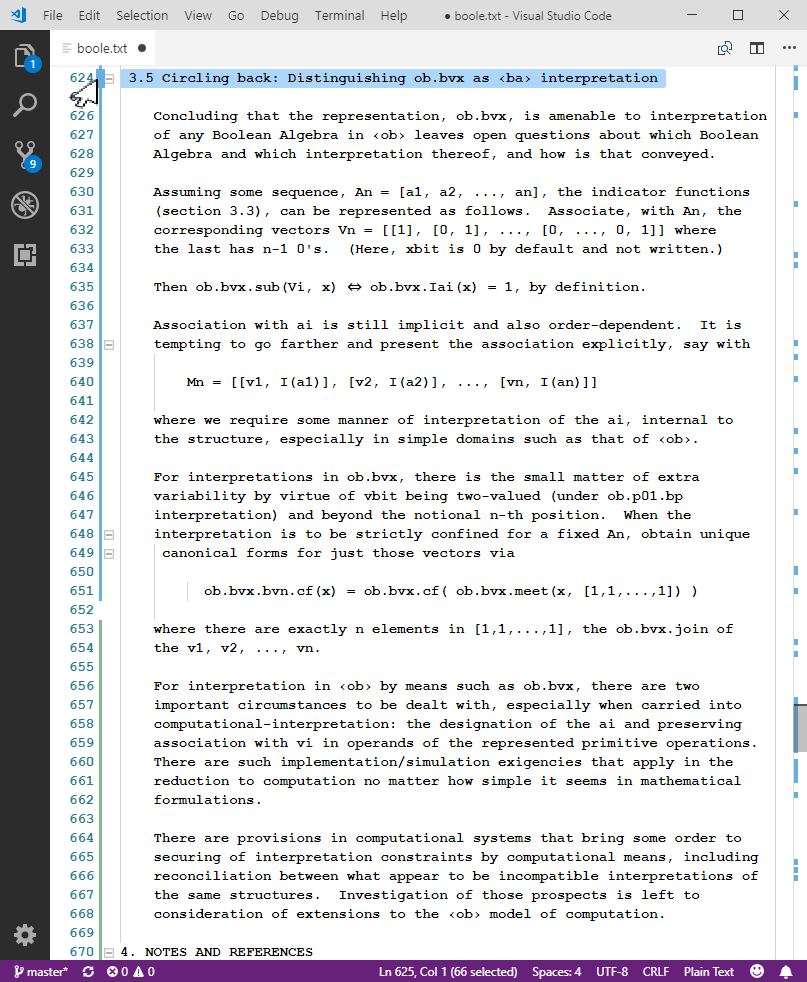 File Edit Selection View Go Debug Terminal Help ● boole.txt - Visual Studio Code
boole.txt ●
1
9
624 3.5 Circling back: Distinguishing ob.bvx as ‹ba› interpretation
626 Concluding that the representation, ob.bvx, is amenable to interpretation
627 of any Boolean Algebra in ‹ob› leaves open questions about which Boolean
628 Algebra and which interpretation thereof, and how is that conveyed.
629
630 Assuming some sequence, An = [a1, a2, ..., an], the indicator functions
631 (section 3.3), can be represented as follows.  Associate, with An, the
632 corresponding vectors Vn = [[1], [0, 1], ..., [0, ..., 0, 1]] where
633 the last has n-1 0's.  (Here, xbit is 0 by default and not written.)
634
635 Then ob.bvx.sub(Vi, x) ⇔ ob.bvx.Iai(x) = 1, by definition.
636
637 Association with ai is still implicit and also order-dependent.  It is
638 tempting to go farther and present the association explicitly, say with
639
640 Mn = [[v1, I(a1)], [v2, I(a2)], ..., [vn, I(an)]]
641
642 where we require some manner of interpretation of the ai, internal to
643 the structure, especially in simple domains such as that of ‹ob›.
644
645 For interpretations in ob.bvx, there is the small matter of extra
646 variability by virtue of vbit being two-valued (under ob.p01.bp
647 interpretation) and beyond the notional n-th position.  When the
648 interpretation is to be strictly confined for a fixed An, obtain unique
649 canonical forms for just those vectors via
650
651 ob.bvx.bvn.cf(x) = ob.bvx.cf( ob.bvx.meet(x, [1,1,...,1]) )
652
653 where there are exactly n elements in [1,1,...,1], the ob.bvx.join of
654 the v1, v2, ..., vn.
655
656 For interpretation in ‹ob› by means such as ob.bvx, there are two
657 important circumstances to be dealt with, especially when carried into
658 computational-interpretation: the designation of the ai and preserving
659 association with vi in operands of the represented primitive operations.
660 There are such implementation/simulation exigencies that apply in the
661 reduction to computation no matter how simple it seems in mathematical
662 formulations.
663
664 There are provisions in computational systems that bring some order to
665 securing of interpretation constraints by computational means, including
666 reconciliation between what appear to be incompatible interpretations of
667 the same structures.  Investigation of those prospects is left to
668 consideration of extensions to the ‹ob› model of computation.
669
670 4. NOTES AND REFERENCES
master* 0 0 Ln 625, Col 1 (66 selected) Spaces: 4 UTF-8 CRLF Plain Text